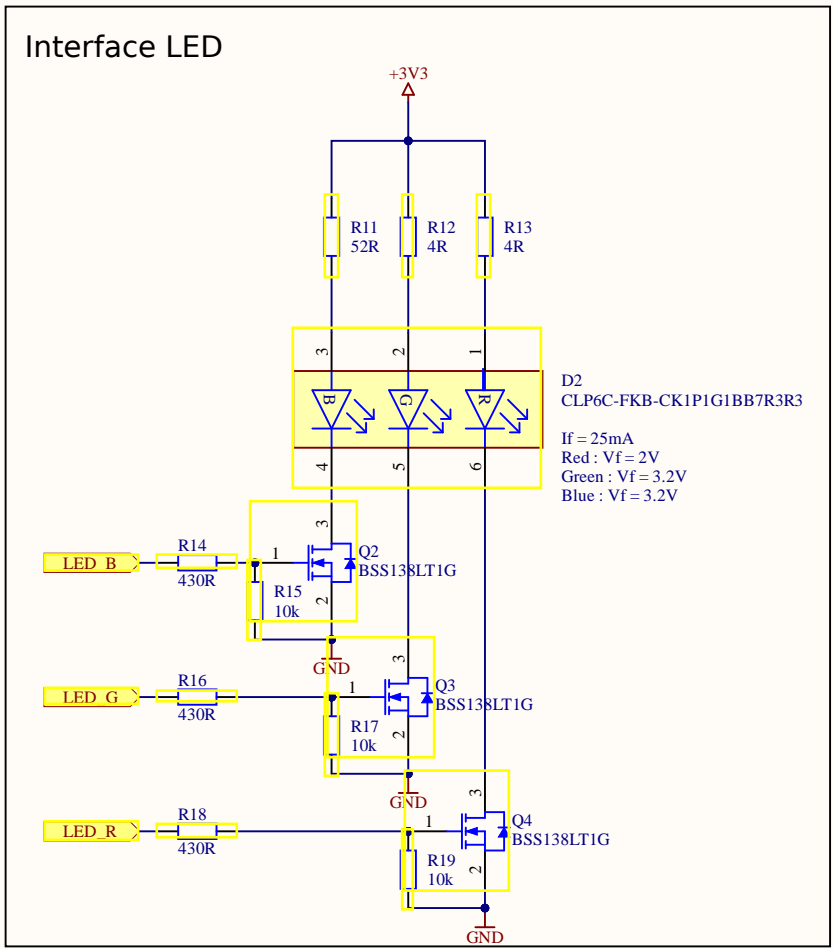 Interface LED
+3V3
R11
52R
R12
4R
R13
4R
3
2
1
B
G
R
D2
CLP6C-FKB-CK1P1G1BB7R3R3
If = 25mA
Red : Vf = 2V
Green : Vf = 3.2V
Blue : Vf = 3.2V
4
5
6
LED_B
R14
430R
1
3
Q2
BSS138LT1G
R15
10k
2
GND
LED_G
R16
430R
1
3
Q3
BSS138LT1G
R17
10k
2
GND
LED_R
R18
430R
1
3
Q4
BSS138LT1G
R19
10k
2
GND